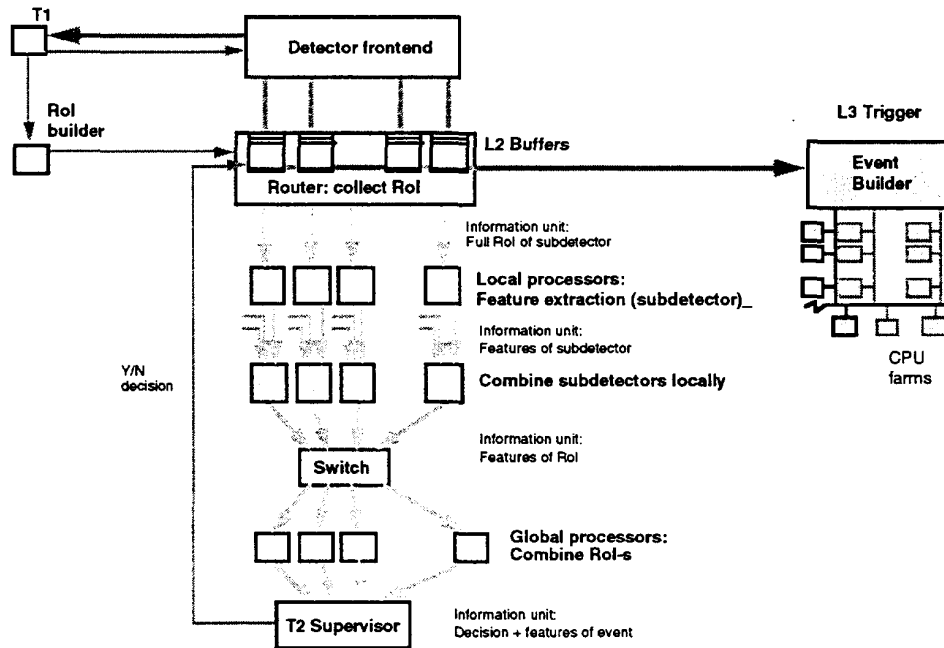 T1
Detector frontend
RoI
builder
L2 Buffers
Router: collect RoI
L3 Trigger
Event
Builder
Information unit:
Full RoI of subdetector
Local processors:
Feature extraction (subdetector)_
Information unit:
Features of subdetector
CPU
farms
Y/N
decision
Combine subdetectors locally
Information unit:
Features of RoI
Switch
Global processors:
Combine RoI-s
T2 Supervisor
Information unit:
Decision + features of event